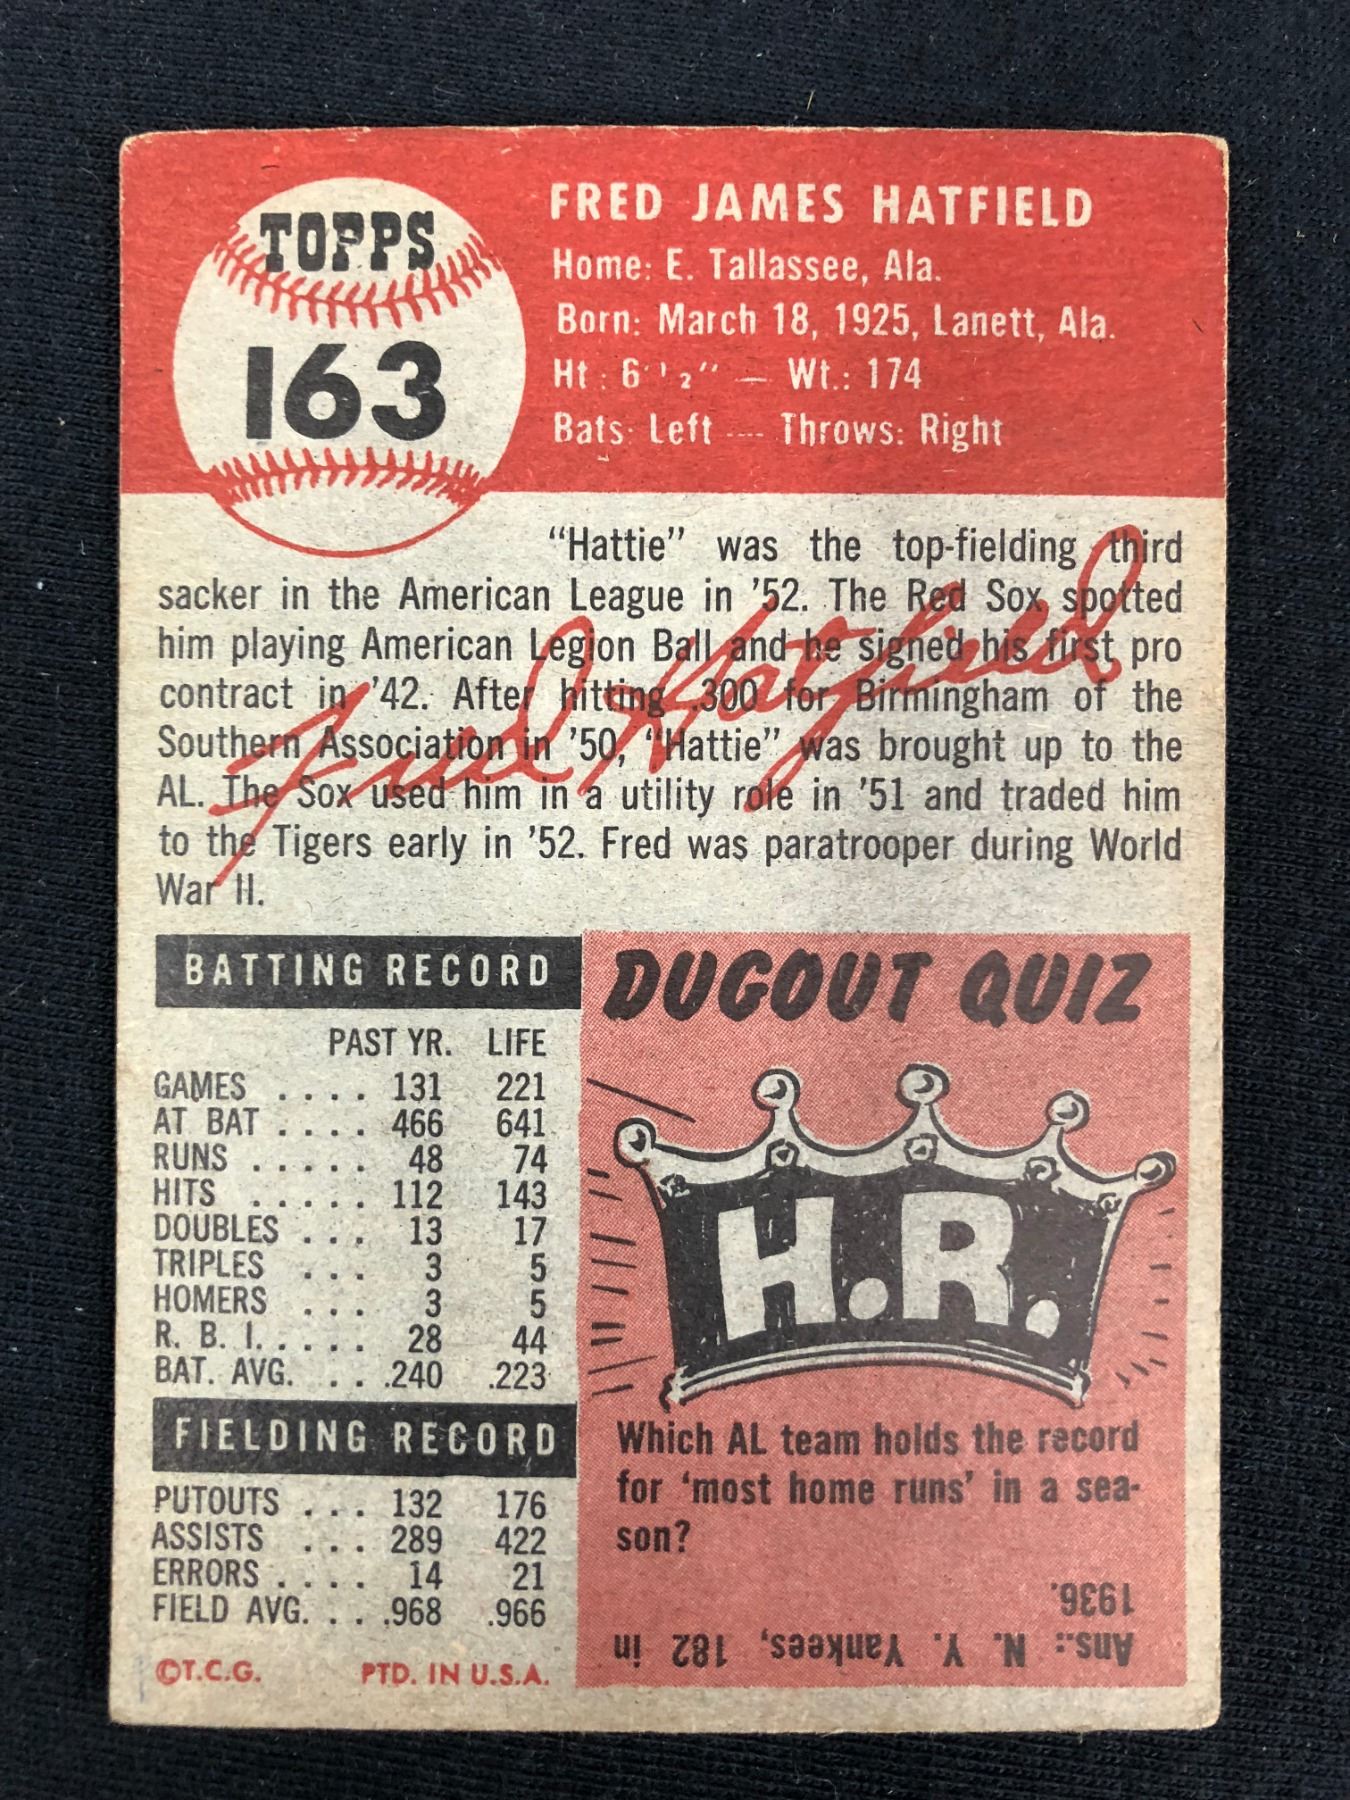 TOPPS
163
FRED JAMES HATFIELD
Home: E. Tallassee, Ala.
Born: March 18, 1925, Lanett, Ala.
Ht : 6' ½" — Wt.: 174
Bats: Left --- Throws: Right
"Hattie" was the top-fielding third
sacker in the American League in '52. The Red Sox spotted
him playing American Legion Ball and he signed his first pro
contract in '42. After hitting .300 for Birmingham of the
Southern Association in '50, "Hattie" was brought up to the
AL. The Sox used him in a utility role in '51 and traded him
to the Tigers early in '52. Fred was paratrooper during World
War II.
Fred Hatfield
BATTING RECORD
PAST YR. LIFE
GAMES . . . . 131 221
AT BAT . . . . 466 641
RUNS . . . . . 48 74
HITS . . . . . 112 143
DOUBLES . . . 13 17
TRIPLES . . . 3 5
HOMERS . . . 3 5
R. B. I. . . . . 28 44
BAT. AVG. . . . .240 .223
FIELDING RECORD
PUTOUTS . . . 132 176
ASSISTS . . . 289 422
ERRORS . . . . 14 21
FIELD AVG. . . . .968 .966
©T.C.G. PTD. IN U.S.A.
DUGOUT QUIZ
H.R.
Which AL team holds the record
for 'most home runs' in a sea-
son?
Ans.: N. Y. Yankees, 182 in
1936.